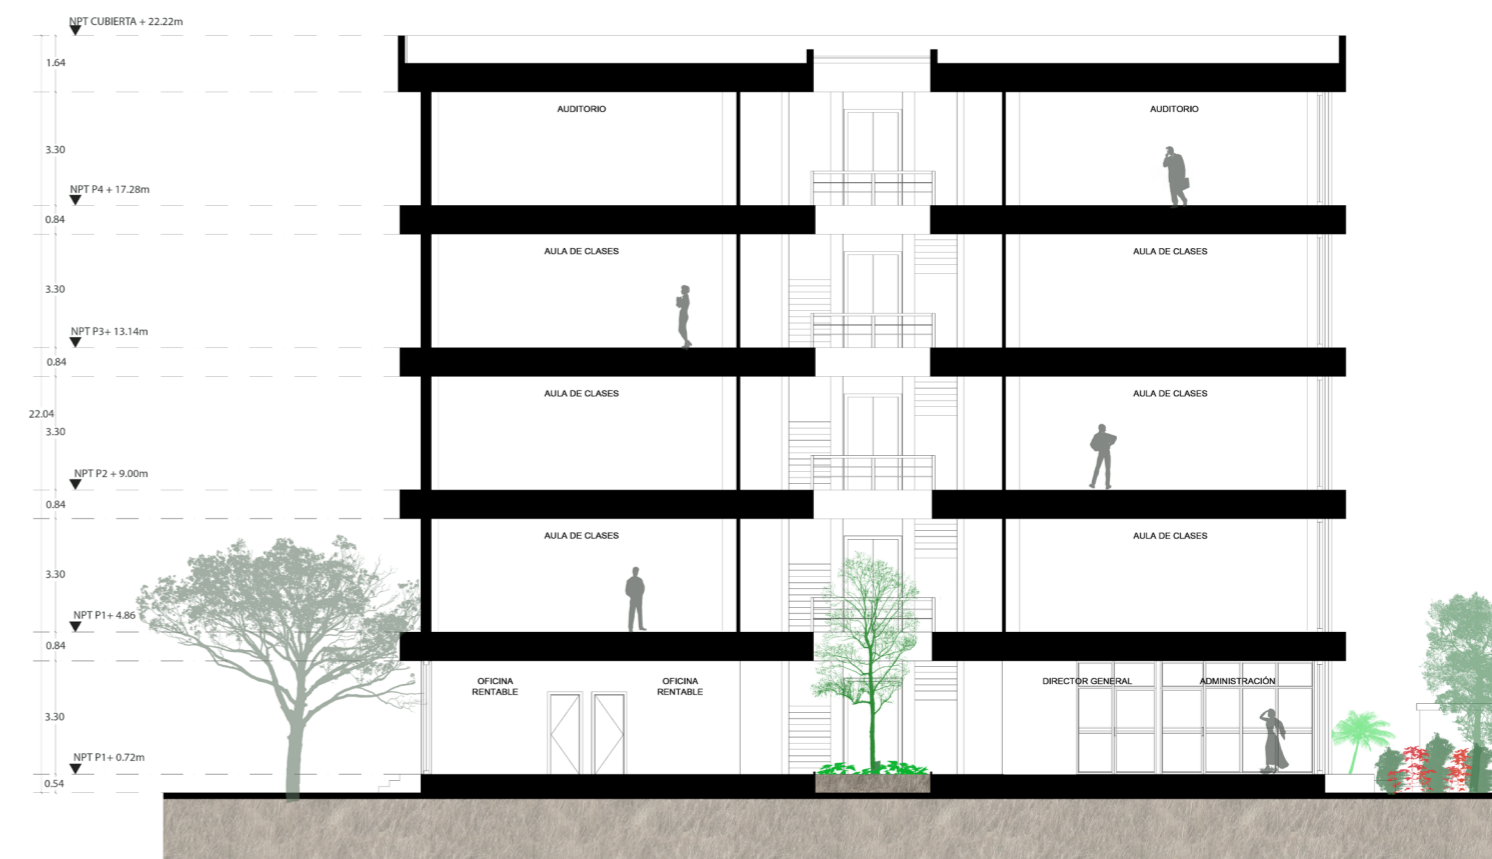 NPT CUBIERTA + 22.22m
1.64
AUDITORIO
AUDITORIO
3.30
NPT P4 + 17.28m
0.84
AULA DE CLASES
AULA DE CLASES
3.30
NPT P3+ 13.14m
0.84
AULA DE CLASES
AULA DE CLASES
22.04
3.30
NPT P2 + 9.00m
0.84
AULA DE CLASES
AULA DE CLASES
3.30
NPT P1+ 4.86
0.84
OFICINA
RENTABLE
OFICINA
RENTABLE
DIRECTOR GENERAL
ADMINISTRACIÓN
3.30
NPT P1+ 0.72m
0.54